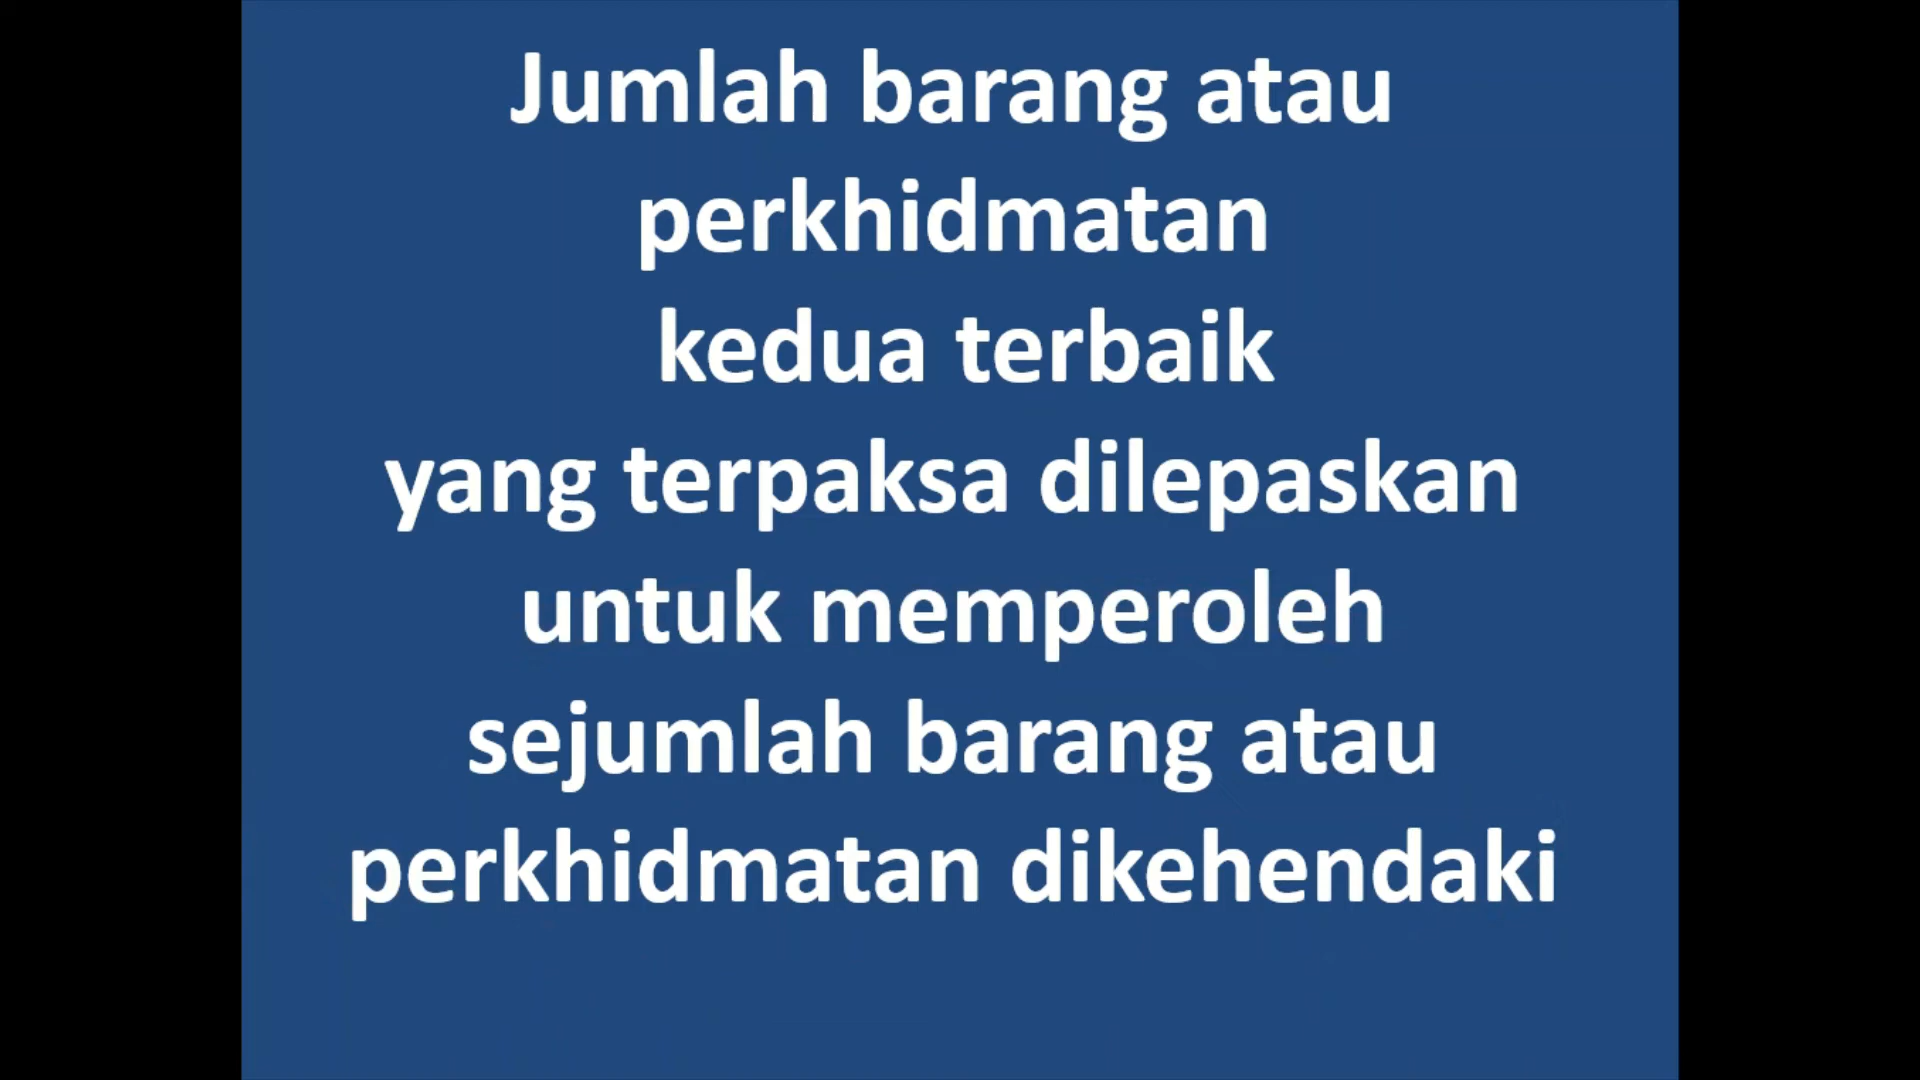 Jumlah barang atau
perkhidmatan
kedua terbaik
yang terpaksa dilepaskan
untuk memperoleh
sejumlah barang atau
perkhidmatan dikehendaki